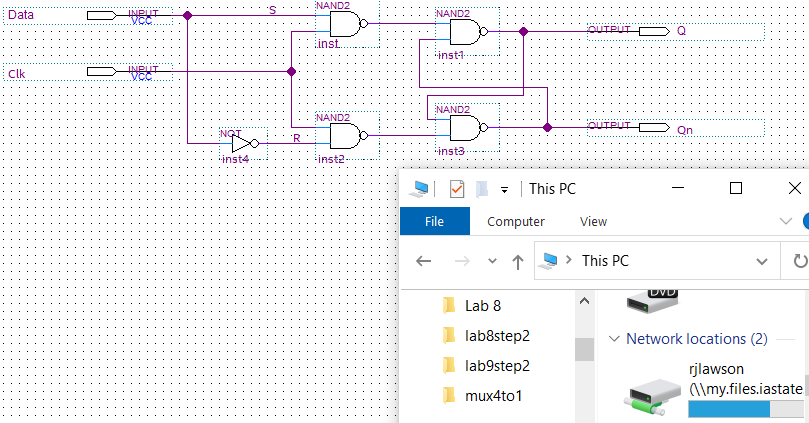 Data
INPUT
VCC
S
NAND2
inst
NAND2
inst1
OUTPUT
Q
Clk
INPUT
VCC
NOT
inst4
R
NAND2
inst2
NAND2
inst3
OUTPUT
Qn
This PC
File
Computer
View
This PC
Lab 8
lab8step2
lab9step2
mux4to1
DVD
Network locations (2)
rjlawson
(\\my.files.iastate